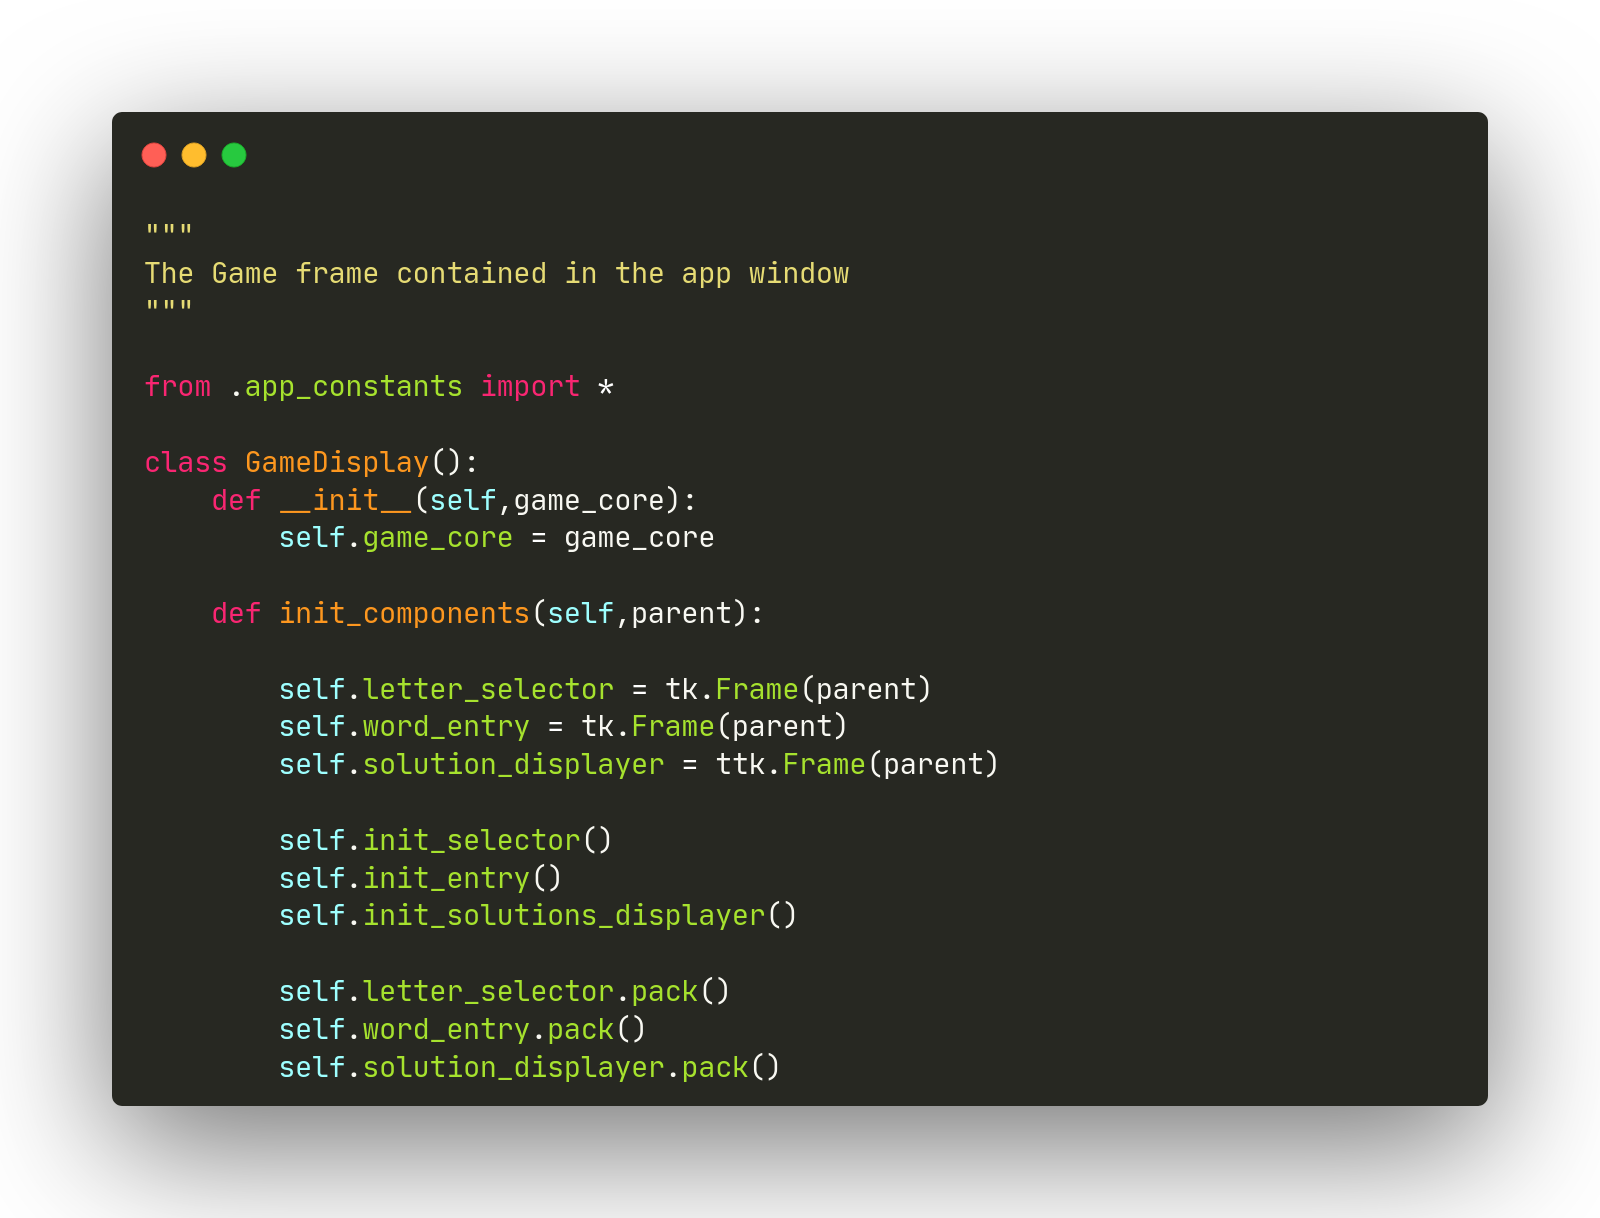 """
The Game frame contained in the app window
"""

from .app_constants import *

class GameDisplay():
    def __init__(self,game_core):
        self.game_core = game_core

    def init_components(self,parent):

        self.letter_selector = tk.Frame(parent)
        self.word_entry = tk.Frame(parent)
        self.solution_displayer = ttk.Frame(parent)

        self.init_selector()
        self.init_entry()
        self.init_solutions_displayer()

        self.letter_selector.pack()
        self.word_entry.pack()
        self.solution_displayer.pack()